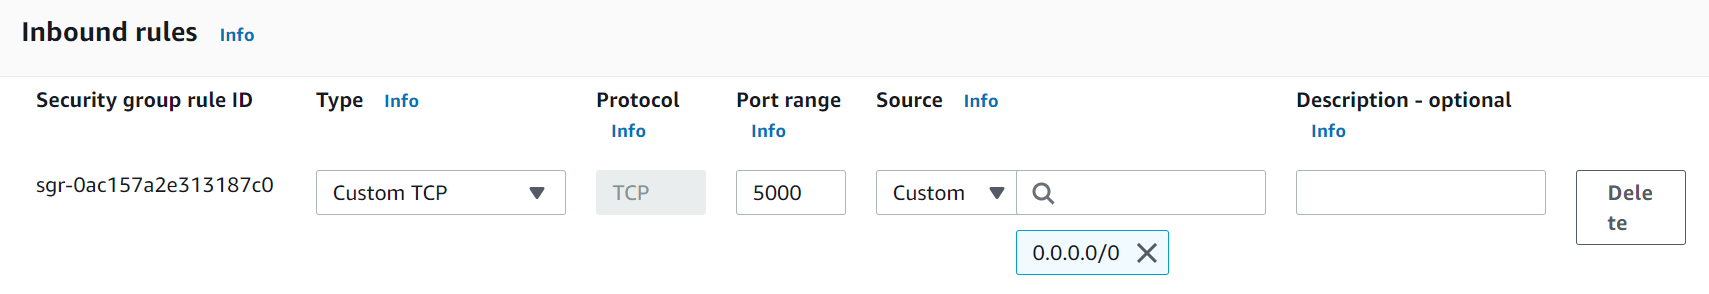 Inbound rules Info
Security group rule ID Type Info Protocol Port range Source Info Description - optional
Info Info Info
sgr-0ac157a2e313187c0 Custom TCP TCP 5000 Custom Dele
te
0.0.0.0/0